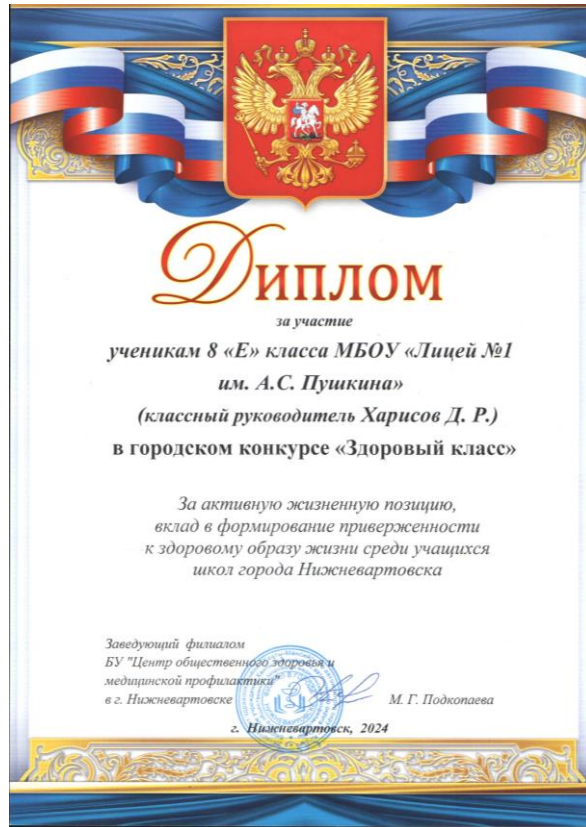 Диплом
за участие
ученикам 8 «Е» класса МБОУ «Лицей №1
им. А.С. Пушкина»
(классный руководитель Харисов Д. Р.)
в городском конкурсе «Здоровый класс»
За активную жизненную позицию,
вклад в формирование приверженности
к здоровому образу жизни среди учащихся
школ города Нижневартовска
Заведующий филиалом
БУ "Центр общественного здоровья и
медицинской профилактики"
в г. Нижневартовске М. Г. Подкопаева
г. Нижневартовск, 2024